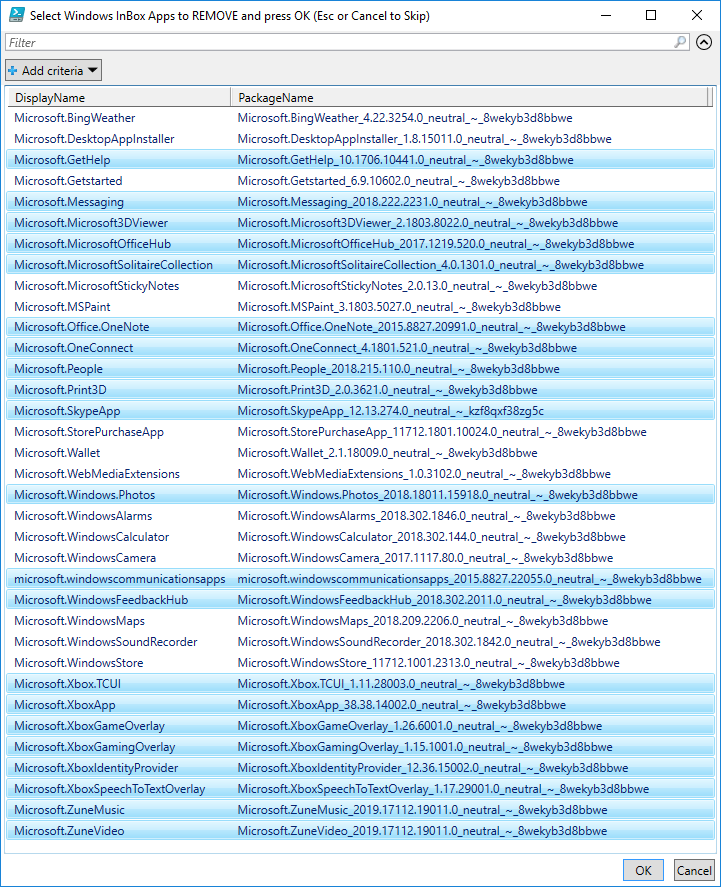 Select Windows InBox Apps to REMOVE and press OK (Esc or Cancel to Skip)
Filter
Add criteria
DisplayName PackageName
Microsoft.BingWeather Microsoft.BingWeather_4.22.3254.0_neutral_~_8wekyb3d8bbwe
Microsoft.DesktopAppInstaller Microsoft.DesktopAppInstaller_1.8.15011.0_neutral_~_8wekyb3d8bbwe
Microsoft.GetHelp Microsoft.GetHelp_10.1706.10441.0_neutral_~_8wekyb3d8bbwe
Microsoft.Getstarted Microsoft.Getstarted_6.9.10602.0_neutral_~_8wekyb3d8bbwe
Microsoft.Messaging Microsoft.Messaging_2018.222.2231.0_neutral_~_8wekyb3d8bbwe
Microsoft.Microsoft3DViewer Microsoft.Microsoft3DViewer_2.1803.8022.0_neutral_~_8wekyb3d8bbwe
Microsoft.MicrosoftOfficeHub Microsoft.MicrosoftOfficeHub_2017.1219.520.0_neutral_~_8wekyb3d8bbwe
Microsoft.MicrosoftSolitaireCollection Microsoft.MicrosoftSolitaireCollection_4.0.1301.0_neutral_~_8wekyb3d8bbwe
Microsoft.MicrosoftStickyNotes Microsoft.MicrosoftStickyNotes_2.0.13.0_neutral_~_8wekyb3d8bbwe
Microsoft.MSPaint Microsoft.MSPaint_3.1803.5027.0_neutral_~_8wekyb3d8bbwe
Microsoft.Office.OneNote Microsoft.Office.OneNote_2015.8827.20991.0_neutral_~_8wekyb3d8bbwe
Microsoft.OneConnect Microsoft.OneConnect_4.1801.521.0_neutral_~_8wekyb3d8bbwe
Microsoft.People Microsoft.People_2018.215.110.0_neutral_~_8wekyb3d8bbwe
Microsoft.Print3D Microsoft.Print3D_2.0.3621.0_neutral_~_8wekyb3d8bbwe
Microsoft.SkypeApp Microsoft.SkypeApp_12.13.274.0_neutral_~_kzf8qxf38zg5c
Microsoft.StorePurchaseApp Microsoft.StorePurchaseApp_11712.1801.10024.0_neutral_~_8wekyb3d8bbwe
Microsoft.Wallet Microsoft.Wallet_2.1.18009.0_neutral_~_8wekyb3d8bbwe
Microsoft.WebMediaExtensions Microsoft.WebMediaExtensions_1.0.3102.0_neutral_~_8wekyb3d8bbwe
Microsoft.Windows.Photos Microsoft.Windows.Photos_2018.18011.15918.0_neutral_~_8wekyb3d8bbwe
Microsoft.WindowsAlarms Microsoft.WindowsAlarms_2018.302.1846.0_neutral_~_8wekyb3d8bbwe
Microsoft.WindowsCalculator Microsoft.WindowsCalculator_2018.302.144.0_neutral_~_8wekyb3d8bbwe
Microsoft.WindowsCamera Microsoft.WindowsCamera_2017.1117.80.0_neutral_~_8wekyb3d8bbwe
microsoft.windowscommunicationsapps microsoft.windowscommunicationsapps_2015.8827.22055.0_neutral_~_8wekyb3d8bbwe
Microsoft.WindowsFeedbackHub Microsoft.WindowsFeedbackHub_2018.302.2011.0_neutral_~_8wekyb3d8bbwe
Microsoft.WindowsMaps Microsoft.WindowsMaps_2018.209.2206.0_neutral_~_8wekyb3d8bbwe
Microsoft.WindowsSoundRecorder Microsoft.WindowsSoundRecorder_2018.302.1842.0_neutral_~_8wekyb3d8bbwe
Microsoft.WindowsStore Microsoft.WindowsStore_11712.1001.2313.0_neutral_~_8wekyb3d8bbwe
Microsoft.Xbox.TCUI Microsoft.Xbox.TCUI_1.11.28003.0_neutral_~_8wekyb3d8bbwe
Microsoft.XboxApp Microsoft.XboxApp_38.38.14002.0_neutral_~_8wekyb3d8bbwe
Microsoft.XboxGameOverlay Microsoft.XboxGameOverlay_1.26.6001.0_neutral_~_8wekyb3d8bbwe
Microsoft.XboxGamingOverlay Microsoft.XboxGamingOverlay_1.15.1001.0_neutral_~_8wekyb3d8bbwe
Microsoft.XboxIdentityProvider Microsoft.XboxIdentityProvider_12.36.15002.0_neutral_~_8wekyb3d8bbwe
Microsoft.XboxSpeechToTextOverlay Microsoft.XboxSpeechToTextOverlay_1.17.29001.0_neutral_~_8wekyb3d8bbwe
Microsoft.ZuneMusic Microsoft.ZuneMusic_2019.17112.19011.0_neutral_~_8wekyb3d8bbwe
Microsoft.ZuneVideo Microsoft.ZuneVideo_2019.17112.19011.0_neutral_~_8wekyb3d8bbwe
OK Cancel